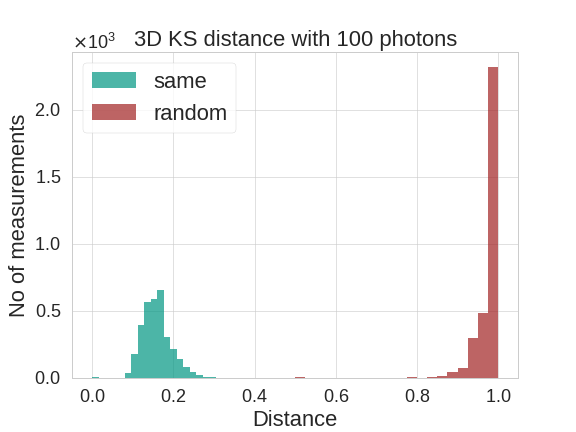 ×10³ 3D KS distance with 100 photons
same
random
No of measurements
2.0
1.5
1.0
0.5
0.0
0.0 0.2 0.4 0.6 0.8 1.0
Distance